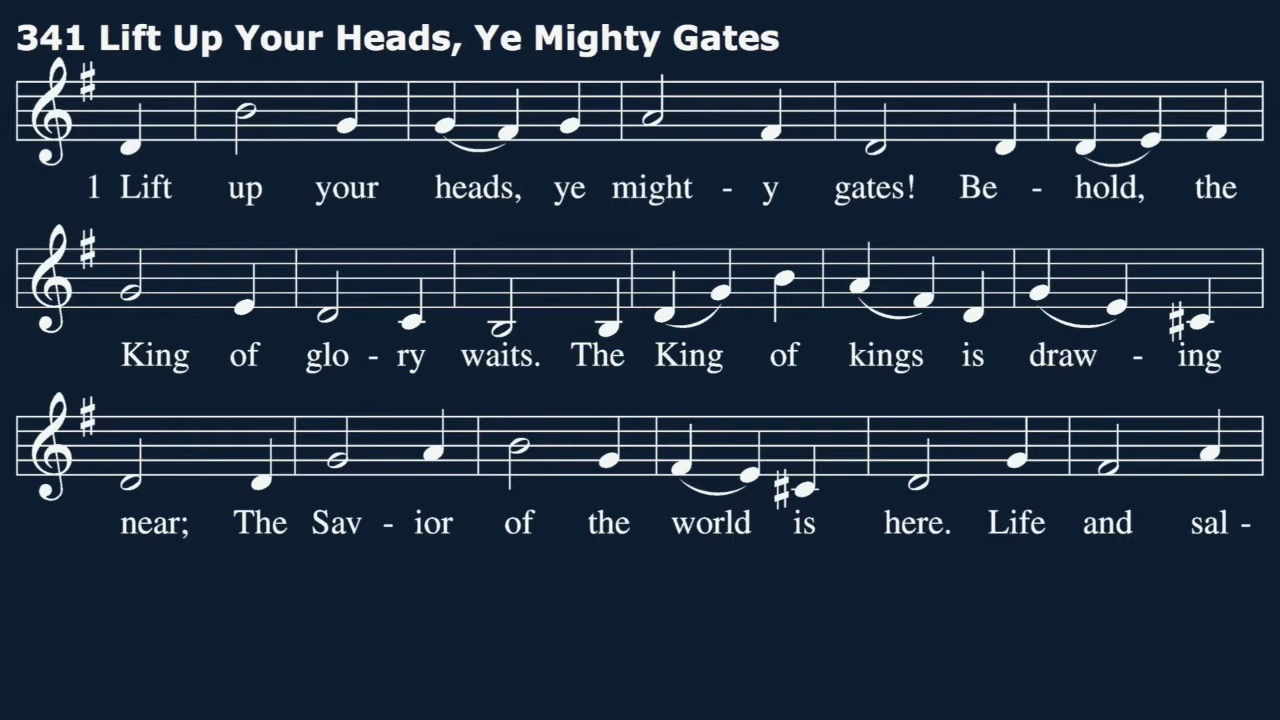 341 Lift Up Your Heads, Ye Mighty Gates
1 Lift up your heads, ye might - y gates! Be - hold, the
King of glo - ry waits. The King of kings is draw - ing
near; The Sav - ior of the world is here. Life and sal -